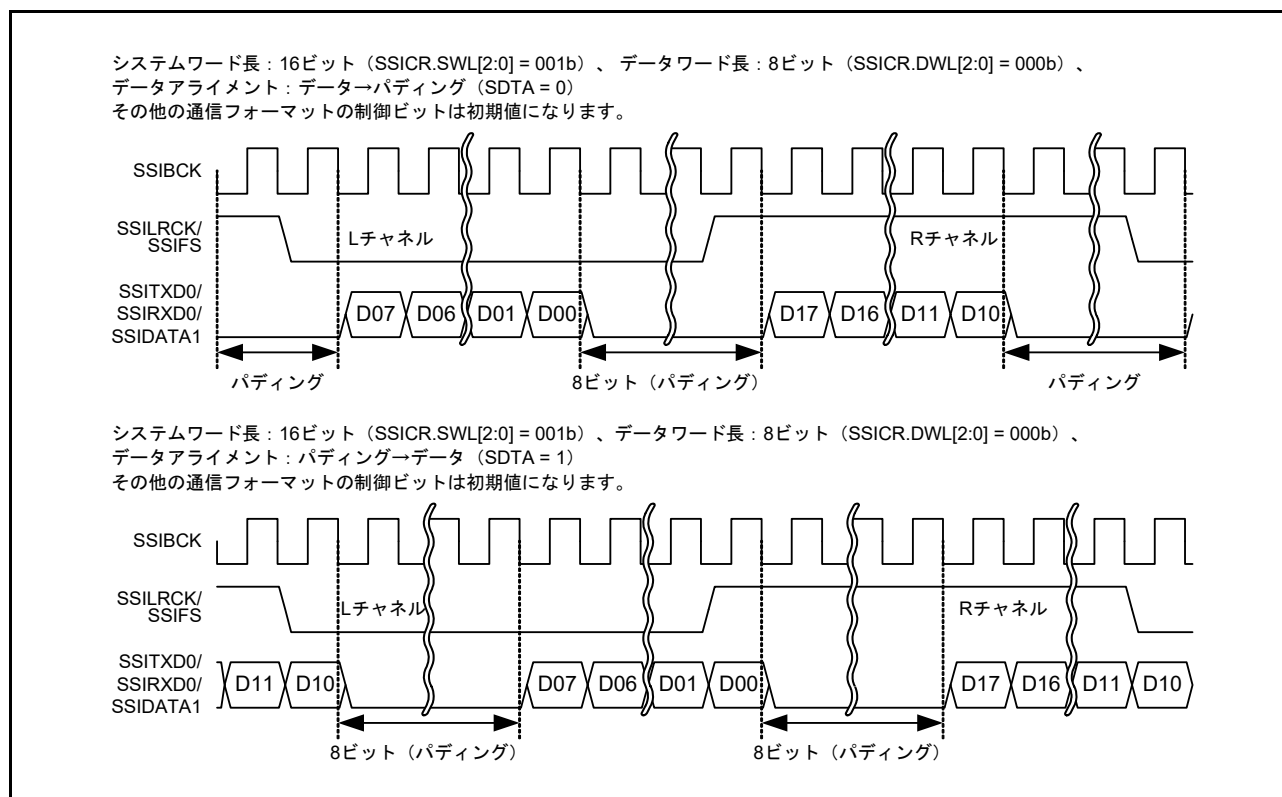 システムワード長：16ビット（SSICR.SWL[2:0] = 001b）、 データワード長：8ビット（SSICR.DWL[2:0] = 000b）、
データアライメント：データ→パディング（SDTA = 0）
その他の通信フォーマットの制御ビットは初期値になります。
SSIBCK
SSILRCK/
SSIFS
Lチャネル
Rチャネル
SSITXD0/
SSIRXD0/
SSIDATA1
D07 D06 D01 D00 D17 D16 D11 D10
パディング 8ビット（パディング） パディング
システムワード長：16ビット（SSICR.SWL[2:0] = 001b）、データワード長：8ビット（SSICR.DWL[2:0] = 000b）、
データアライメント：パディング→データ（SDTA = 1）
その他の通信フォーマットの制御ビットは初期値になります。
SSIBCK
SSILRCK/
SSIFS
Lチャネル
Rチャネル
SSITXD0/
SSIRXD0/
SSIDATA1
D11 D10 D07 D06 D01 D00 D17 D16 D11 D10
8ビット（パディング） 8ビット（パディング）